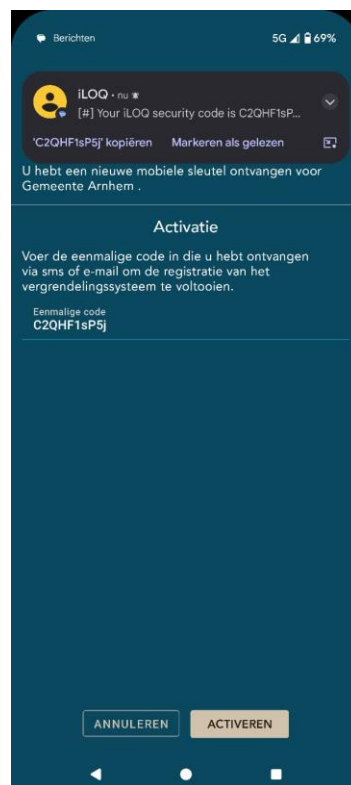 Berichten 5G 69%
iLOQ • nu
[#] Your iLOQ security code is C2QHF1sP...
'C2QHF1sP5j' kopiëren Markeren als gelezen
U hebt een nieuwe mobiele sleutel ontvangen voor
Gemeente Arnhem .
Activatie
Voer de eenmalige code in die u hebt ontvangen
via sms of e-mail om de registratie van het
vergrendelingssysteem te voltooien.
Eenmalige code
C2QHF1sP5j
ANNULEREN ACTIVEREN